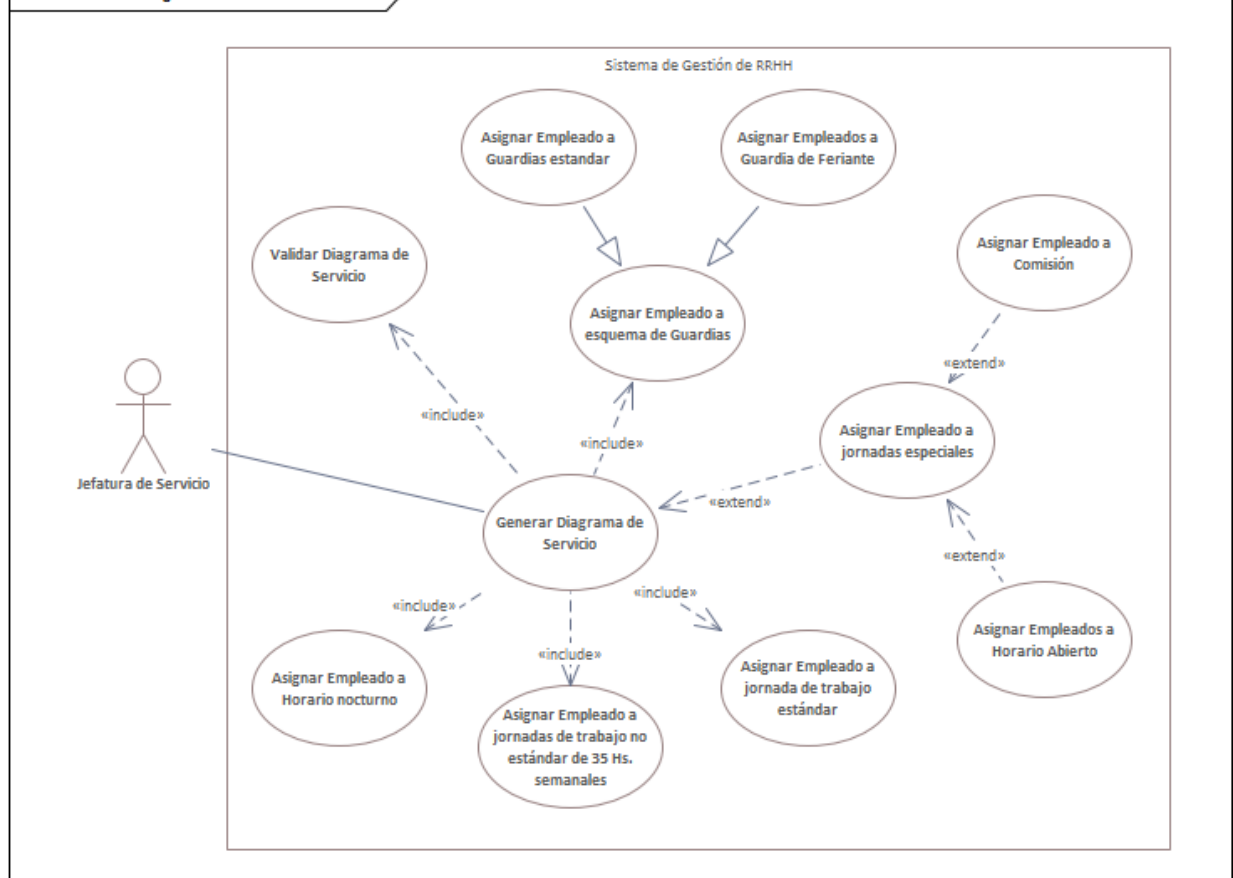 Sistema de Gestión de RRHH
Asignar Empleado a
Guardias estandar
Asignar Empleados a
Guardia de Feriante
Validar Diagrama de
Servicio
Asignar Empleado a
Comisión
Asignar Empleado a
esquema de Guardias
«extend»
«include»
«include»
Asignar Empleado a
jornadas especiales
Jefatura de Servicio
«extend»
Generar Diagrama de
Servicio
«extend»
«include»
«include»
«include»
Asignar Empleados a
Horario Abierto
Asignar Empleado a
Horario nocturno
Asignar Empleado a
jornada de trabajo
estándar
Asignar Empleado a
jornadas de trabajo no
estándar de 35 Hs.
semanales